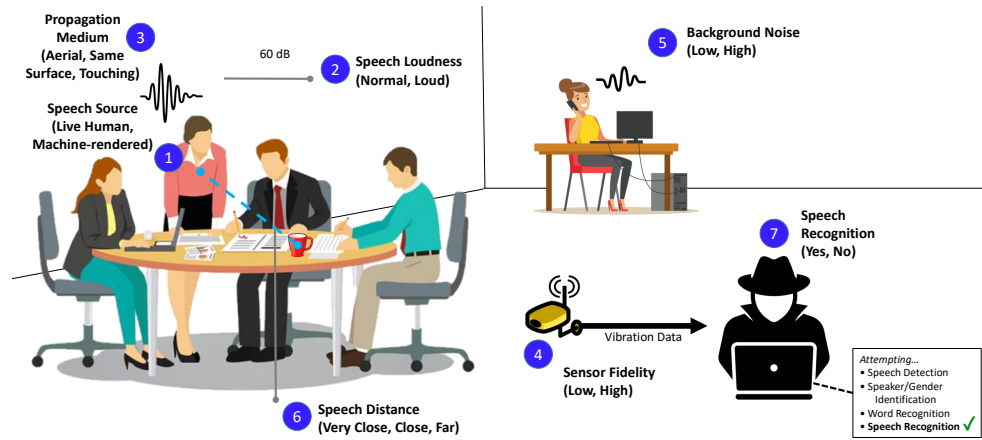 Propagation
Medium
(Aerial, Same
Surface, Touching)
3
60 dB
2
Speech Loudness
(Normal, Loud)
Speech Source
(Live Human,
Machine-rendered)
1
5
Background Noise
(Low, High)
7
Speech
Recognition
(Yes, No)
Vibration Data
4
Sensor Fidelity
(Low, High)
6
Speech Distance
(Very Close, Close, Far)
Attempting...
• Speech Detection
• Speaker/Gender
Identification
• Word Recognition
• Speech Recognition ✓